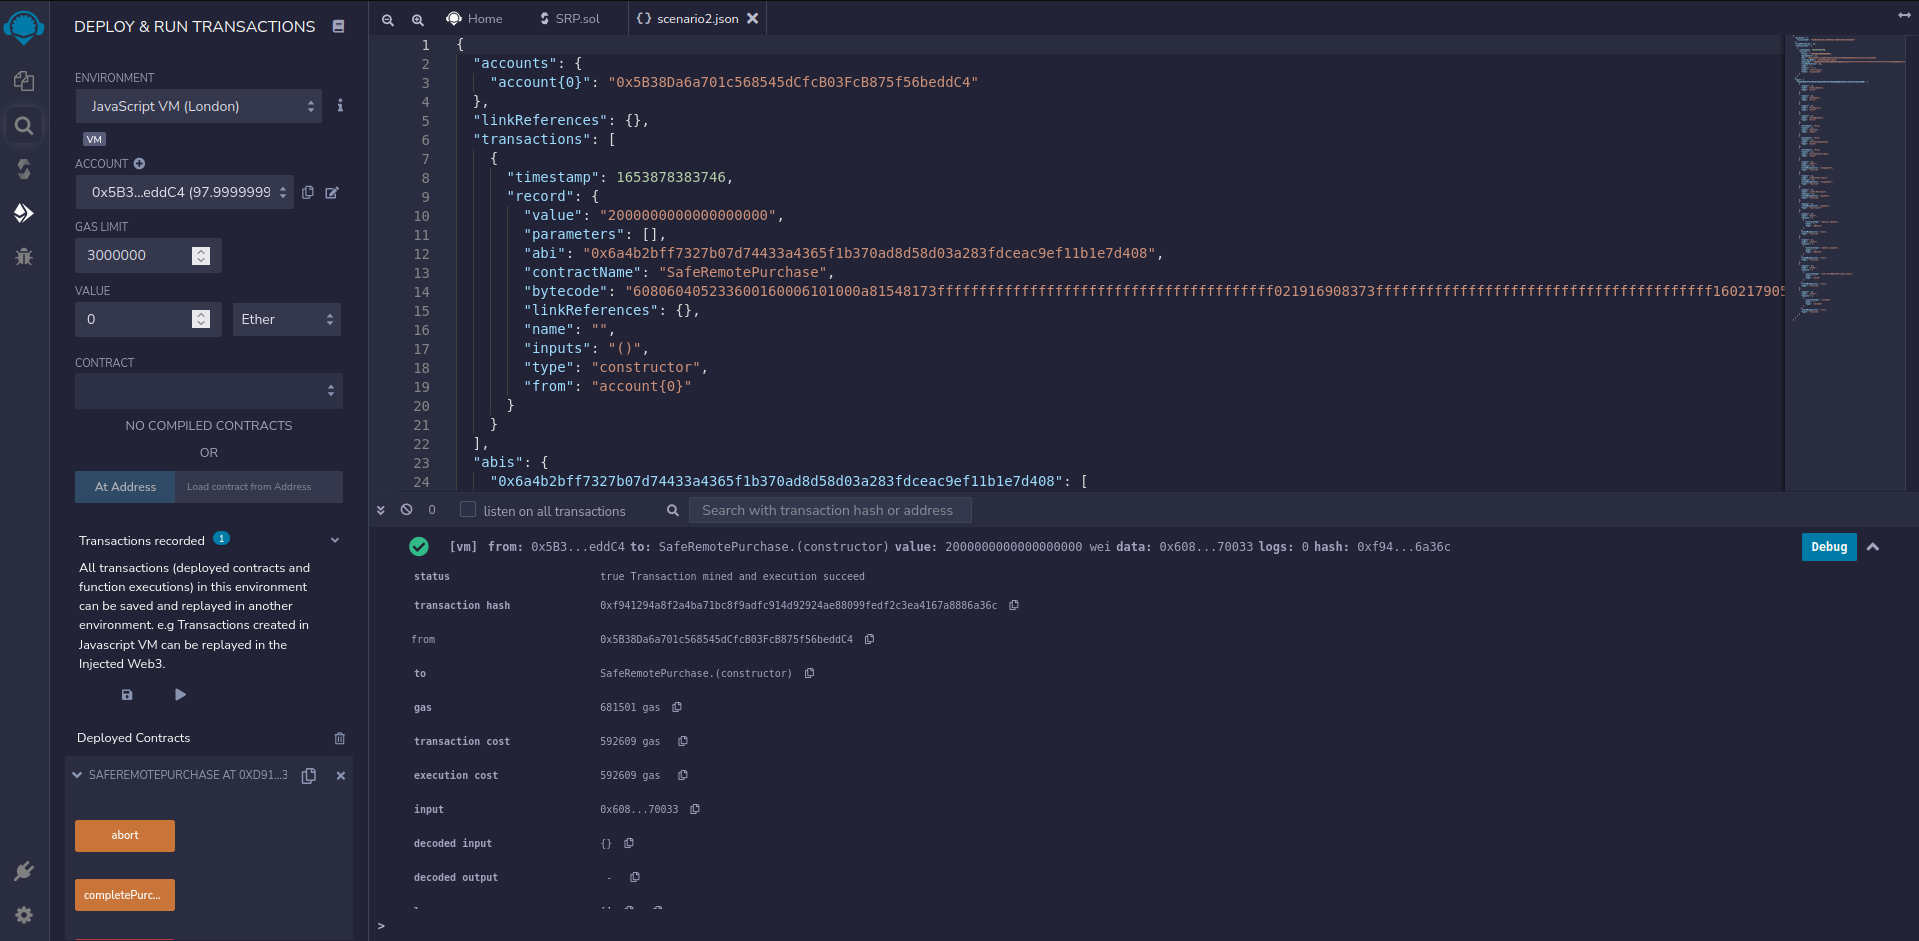 DEPLOY & RUN TRANSACTIONS
ENVIRONMENT
JavaScript VM (London)
VM
ACCOUNT
0x5B3...eddC4 (97.9999999
GAS LIMIT
3000000
VALUE
0
Ether
CONTRACT
NO COMPILED CONTRACTS
OR
At Address
Load contract from Address
Transactions recorded 1
All transactions (deployed contracts and
function executions) in this environment
can be saved and replayed in another
environment. e.g Transactions created in
Javascript VM can be replayed in the
Injected Web3.
Deployed Contracts
SAFEREMOTEPURCHASE AT 0XD91...3
abort
completePurc...
Home
SRP.sol
{} scenario2.json
1 {
2 "accounts": {
3 "account{0}": "0x5B38Da6a701c568545dCfcB03FcB875f56beddC4"
4 },
5 "linkReferences": {},
6 "transactions": [
7 {
8 "timestamp": 1653878383746,
9 "record": {
10 "value": "2000000000000000000",
11 "parameters": [],
12 "abi": "0x6a4b2bff7327b07d74433a4365f1b370ad8d58d03a283fdceac9ef11b1e7d408",
13 "contractName": "SafeRemotePurchase",
14 "bytecode": "608060405233600160006101000a81548173ffffffffffffffffffffffffffffffffffffffff021916908373ffffffffffffffffffffffffffffffffffffffff160217905
15 "linkReferences": {},
16 "name": "",
17 "inputs": "()",
18 "type": "constructor",
19 "from": "account{0}"
20 }
21 }
22 ],
23 "abis": {
24 "0x6a4b2bff7327b07d74433a4365f1b370ad8d58d03a283fdceac9ef11b1e7d408": [
0
listen on all transactions
Search with transaction hash or address
[vm] from: 0x5B3...eddC4 to: SafeRemotePurchase.(constructor) value: 2000000000000000000 wei data: 0x608...70033 logs: 0 hash: 0xf94...6a36c
Debug
status true Transaction mined and execution succeed
transaction hash 0xf941294a8f2a4ba71bc8f9adfc914d92924ae88099fedf2c3ea4167a8886a36c
from 0x5B38Da6a701c568545dCfcB03FcB875f56beddC4
to SafeRemotePurchase.(constructor)
gas 681501 gas
transaction cost 592609 gas
execution cost 592609 gas
input 0x608...70033
decoded input {}
decoded output -
>